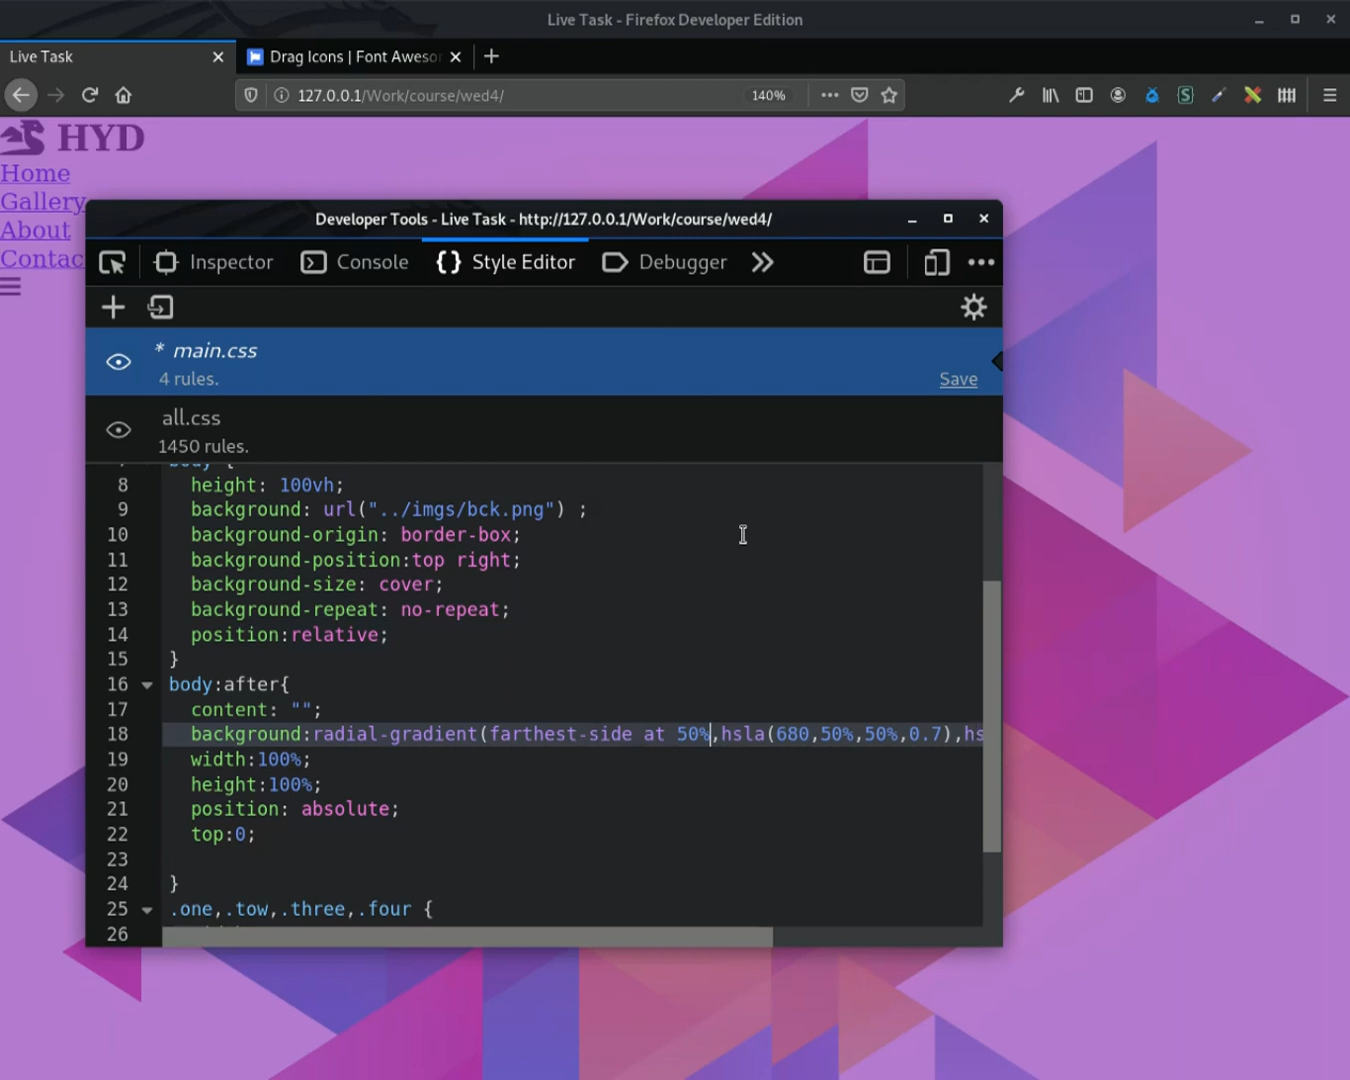 Live Task - Firefox Developer Edition
Live Task
Drag Icons | Font Aweso
127.0.0.1/Work/course/wed4/
140%
HYD
Home
Gallery
About
Contac
Developer Tools - Live Task - http://127.0.0.1/Work/course/wed4/
Inspector
Console
{} Style Editor
Debugger
* main.css
4 rules.
Save
all.css
1450 rules.
body {
8 height: 100vh;
9 background: url("../imgs/bck.png") ;
10 background-origin: border-box;
11 background-position:top right;
12 background-size: cover;
13 background-repeat: no-repeat;
14 position:relative;
15 }
16 body:after{
17 content: "";
18 background:radial-gradient(farthest-side at 50%,hsla(680,50%,50%,0.7),hs
19 width:100%;
20 height:100%;
21 position: absolute;
22 top:0;
23
24 }
25 .one,.tow,.three,.four {
26